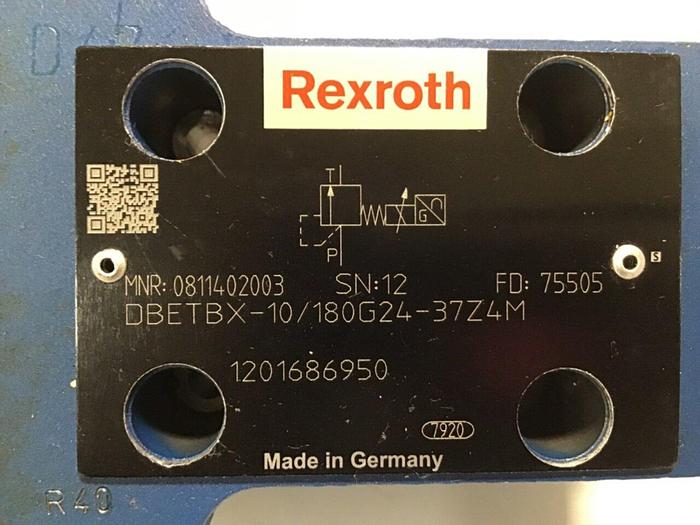 Rexroth
T
G
P
MNR: 0811402003 SN:12 FD: 75505
S
DBETBX-10/180G24-37Z4M
1201686950
7920
Made in Germany
R40